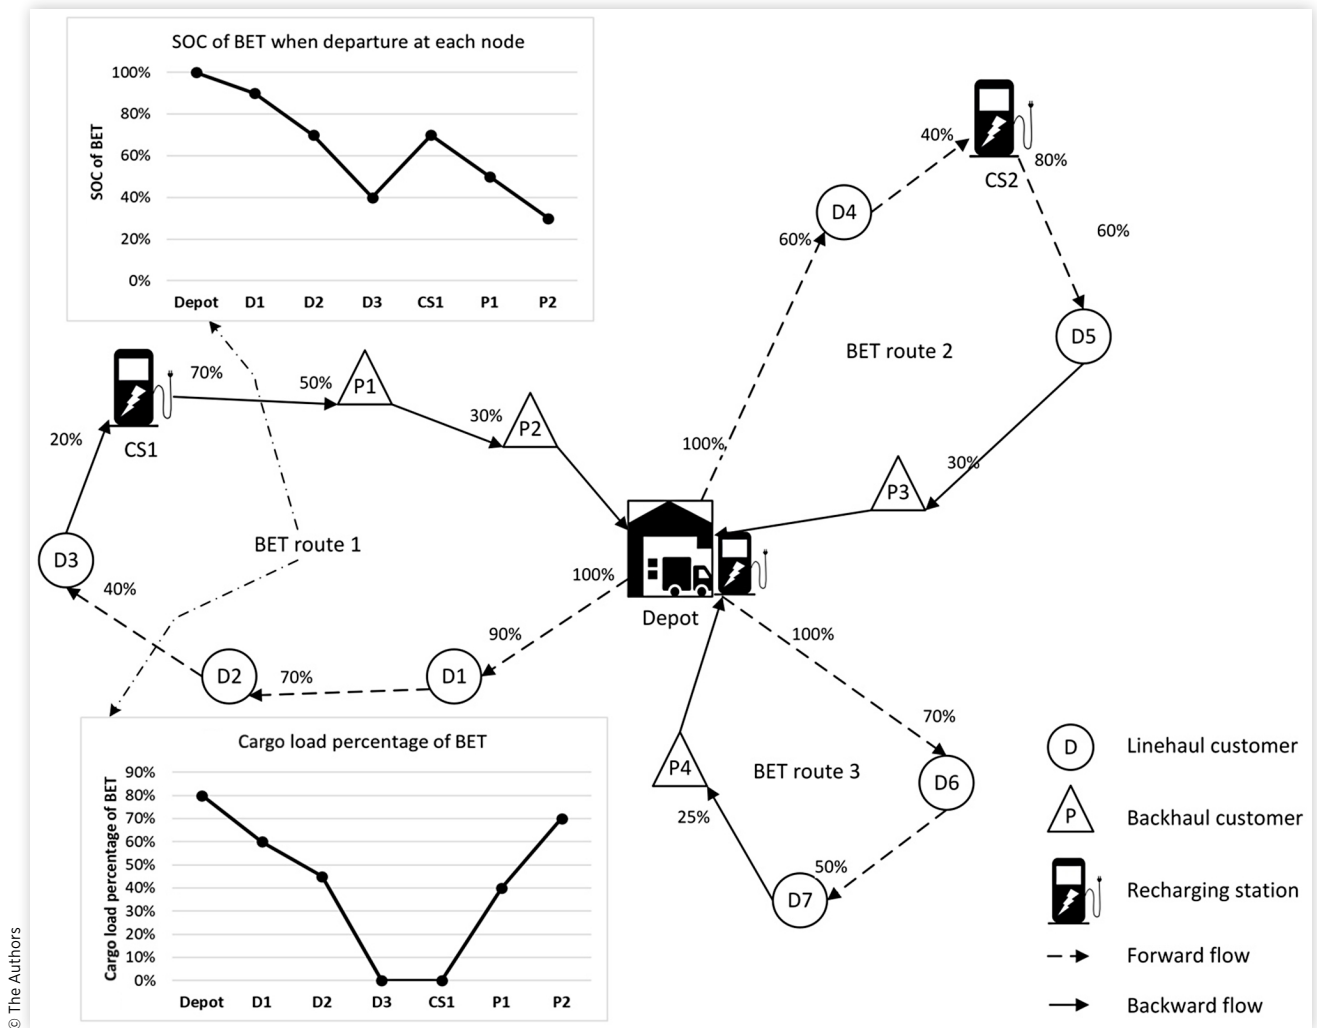 SOC of BET when departure at each node
SOC of BET
100%
80%
60%
40%
20%
0%
Depot D1 D2 D3 CS1 P1 P2
40%
80%
CS2
D4
60%
60%
D5
BET route 2
70%
50%
P1
30%
P2
20%
CS1
100%
30%
P3
BET route 1
D3
40%
100%
Depot
90%
100%
D2
70%
D1
70%
Cargo load percentage of BET
Cargo load percentage of BET
90%
80%
70%
60%
50%
40%
30%
20%
10%
0%
Depot D1 D2 D3 CS1 P1 P2
P4
BET route 3
D6
25%
50%
D7
D Linehaul customer
P Backhaul customer
Recharging station
Forward flow
Backward flow
© The Authors